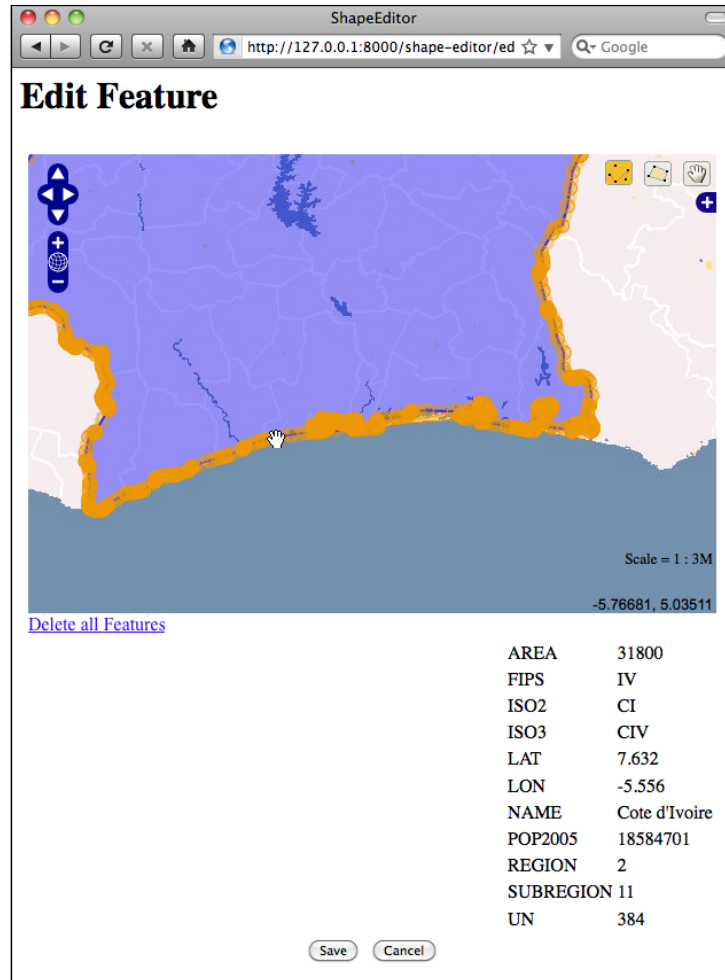 ShapeEditor
http://127.0.0.1:8000/shape-editor/ed
Google
Edit Feature
Scale = 1 : 3M
-5.76681, 5.03511
Delete all Features
AREA 31800
FIPS IV
ISO2 CI
ISO3 CIV
LAT 7.632
LON -5.556
NAME Cote d'Ivoire
POP2005 18584701
REGION 2
SUBREGION 11
UN 384
Save Cancel